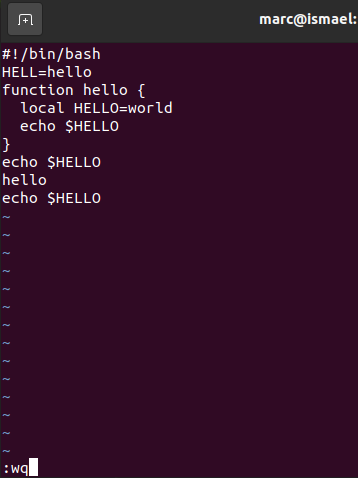 marc@ismael:
#!/bin/bash
HELL=hello
function hello {
  local HELLO=world
  echo $HELLO
}
echo $HELLO
hello
echo $HELLO
~
~
~
~
~
~
~
~
~
~
~
~
~
~
:wq